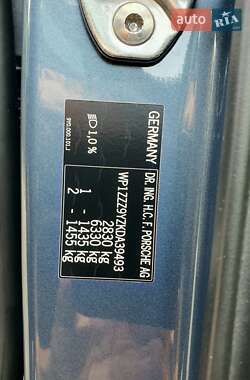 AUTO
RIA
GERMANY
DR. ING. H.C. F. PORSCHE AG
WP1ZZZ9YZKDA39493
2830 kg
6330 kg
1 - 1435 kg
2 - 1455 kg
1,0 %